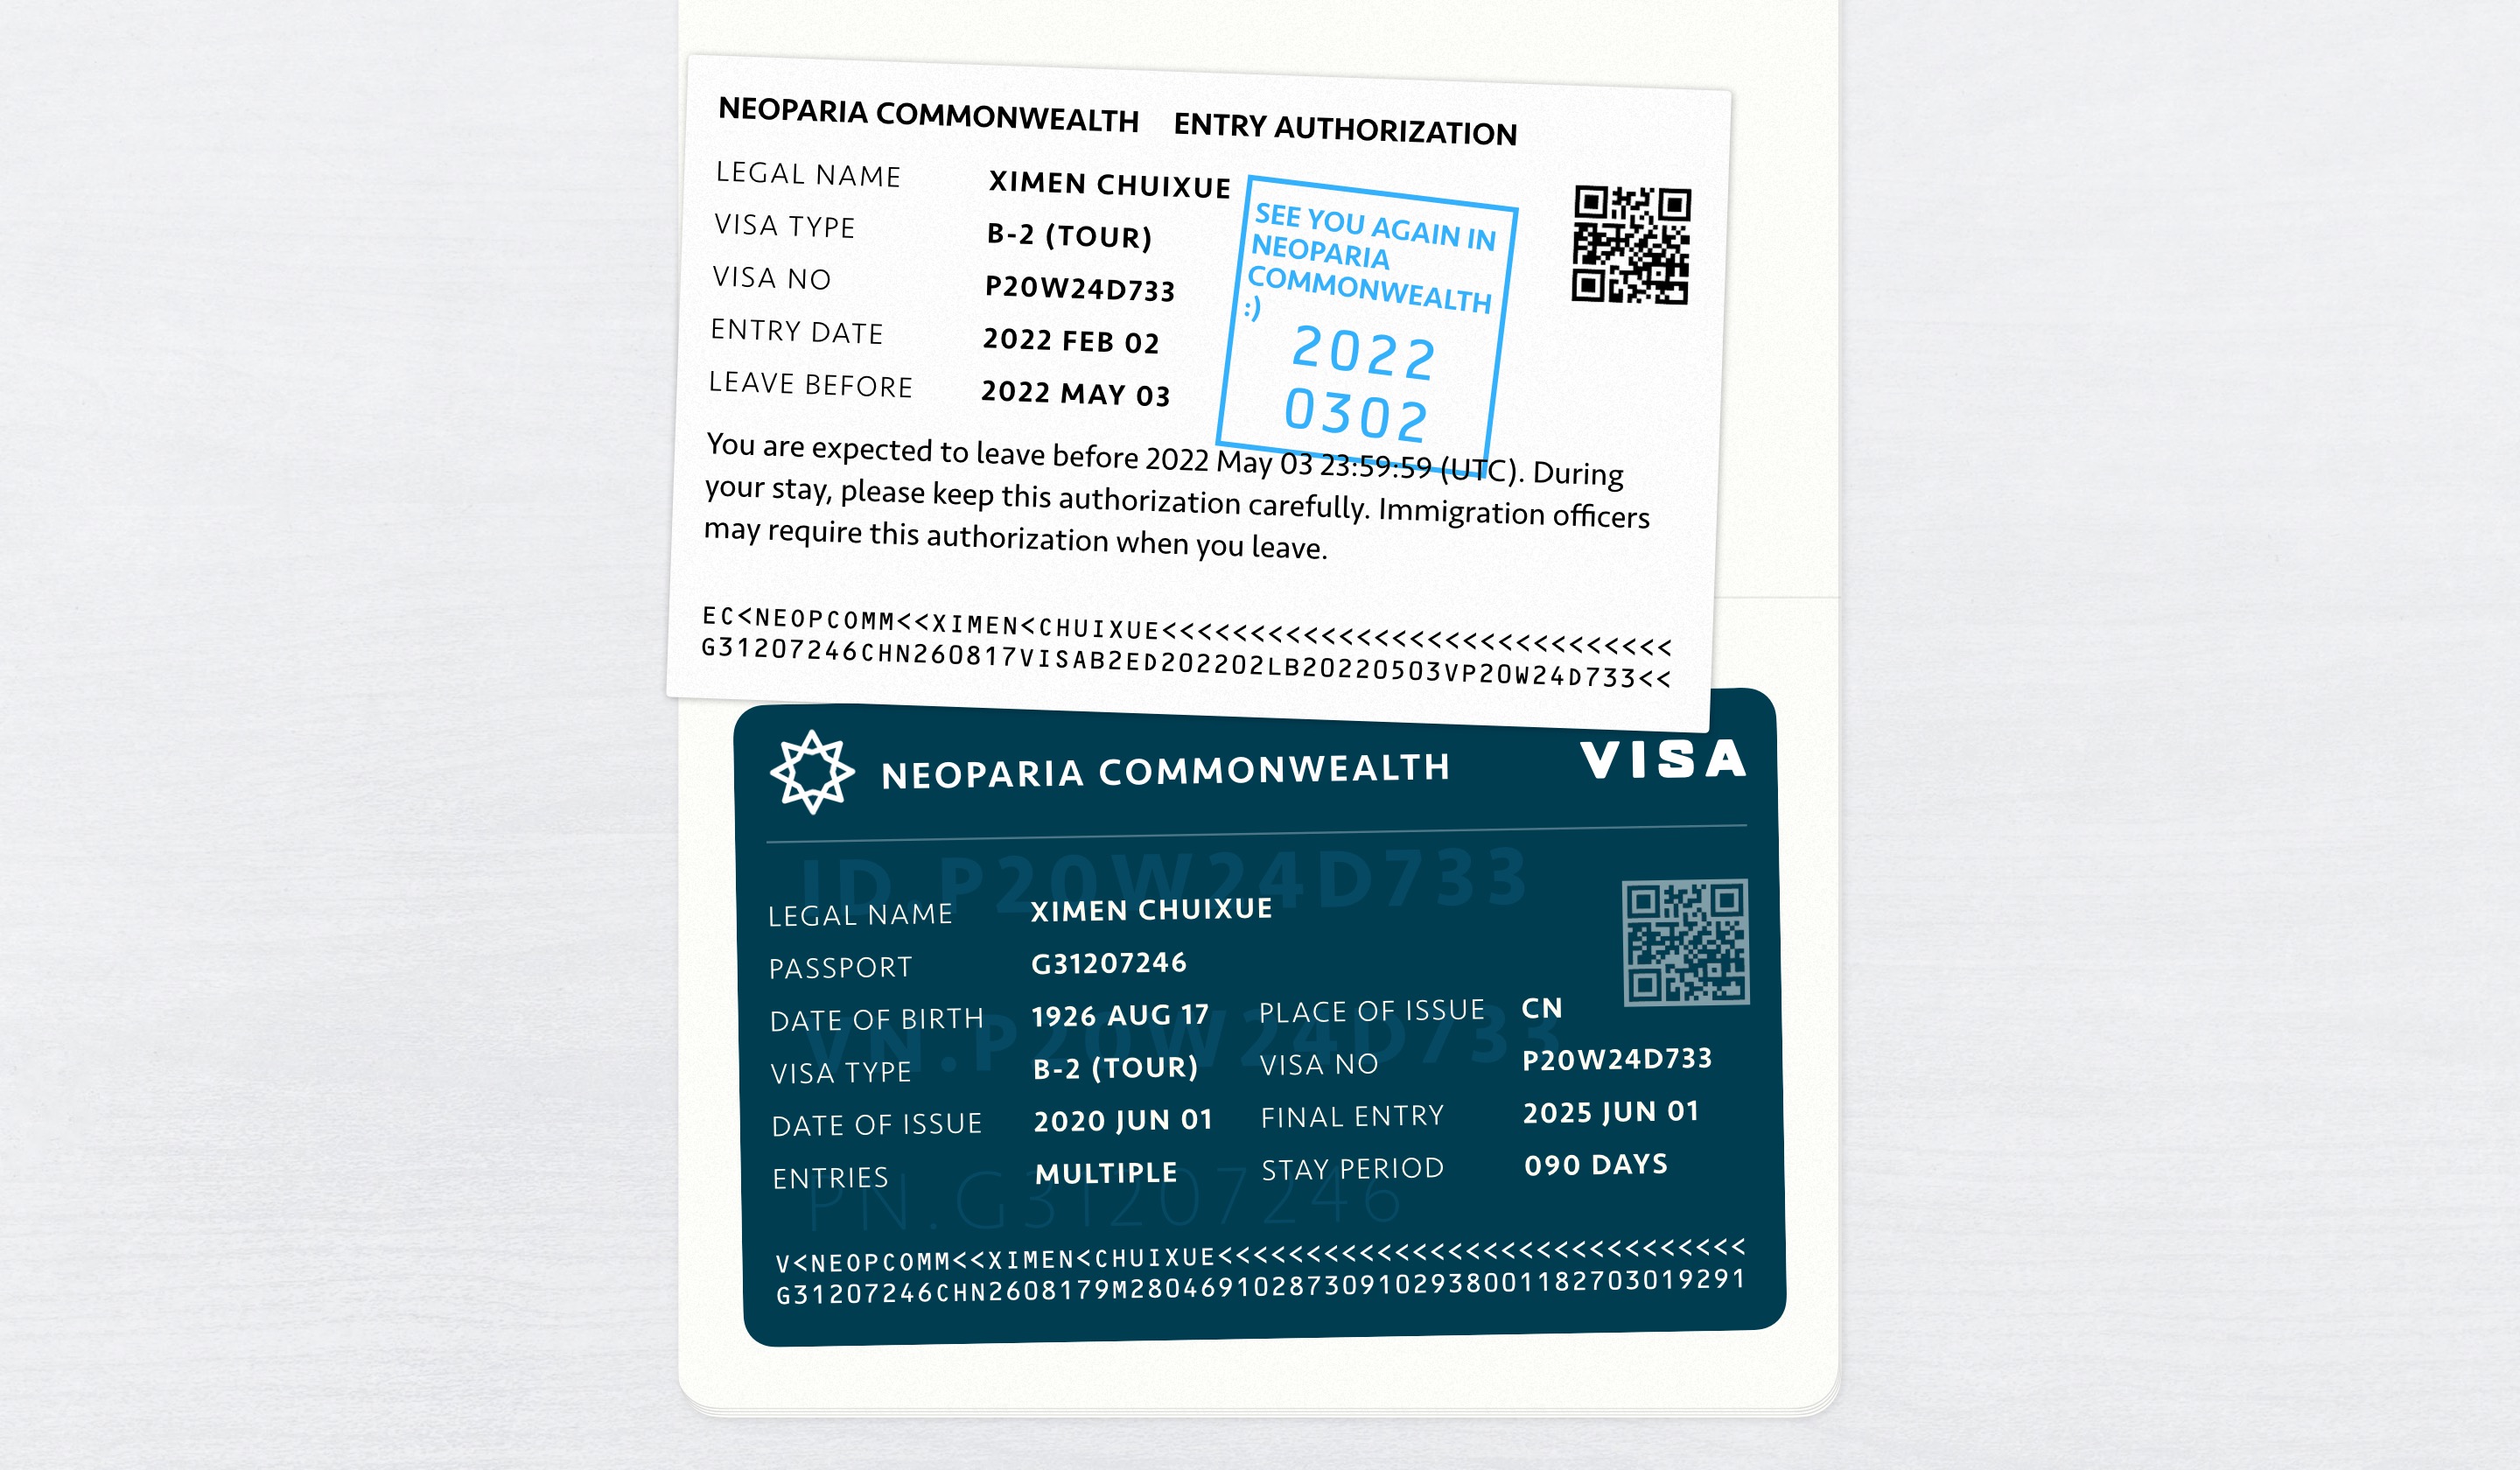 NEOPARIA COMMONWEALTH ENTRY AUTHORIZATION
LEGAL NAME XIMEN CHUIXUE
VISA TYPE B-2 (TOUR)
VISA NO P20W24D733
ENTRY DATE 2022 FEB 02
LEAVE BEFORE 2022 MAY 03
SEE YOU AGAIN IN
NEOPARIA
COMMONWEALTH
:)
2022
0302
You are expected to leave before 2022 May 03 23:59:59 (UTC). During
your stay, please keep this authorization carefully. Immigration officers
may require this authorization when you leave.
EC<NEOPCOMM<<XIMEN<CHUIXUE<<<<<<<<<<<<<<<<<<<<<<<<<<<<<
G31207246CHN260817VISAB2ED202202LB20220503VP20W24D733<<
NEOPARIA COMMONWEALTH VISA
ID.P20W24D733
LEGAL NAME XIMEN CHUIXUE
PASSPORT G31207246
DATE OF BIRTH 1926 AUG 17 PLACE OF ISSUE CN
VN.P20W24D733
VISA TYPE B-2 (TOUR) VISA NO P20W24D733
DATE OF ISSUE 2020 JUN 01 FINAL ENTRY 2025 JUN 01
ENTRIES MULTIPLE STAY PERIOD 090 DAYS
PN.G31207246
V<NEOPCOMM<<XIMEN<CHUIXUE<<<<<<<<<<<<<<<<<<<<<<<<<<<<<<
G31207246CHN2608179M28046910287309102938001182703019291